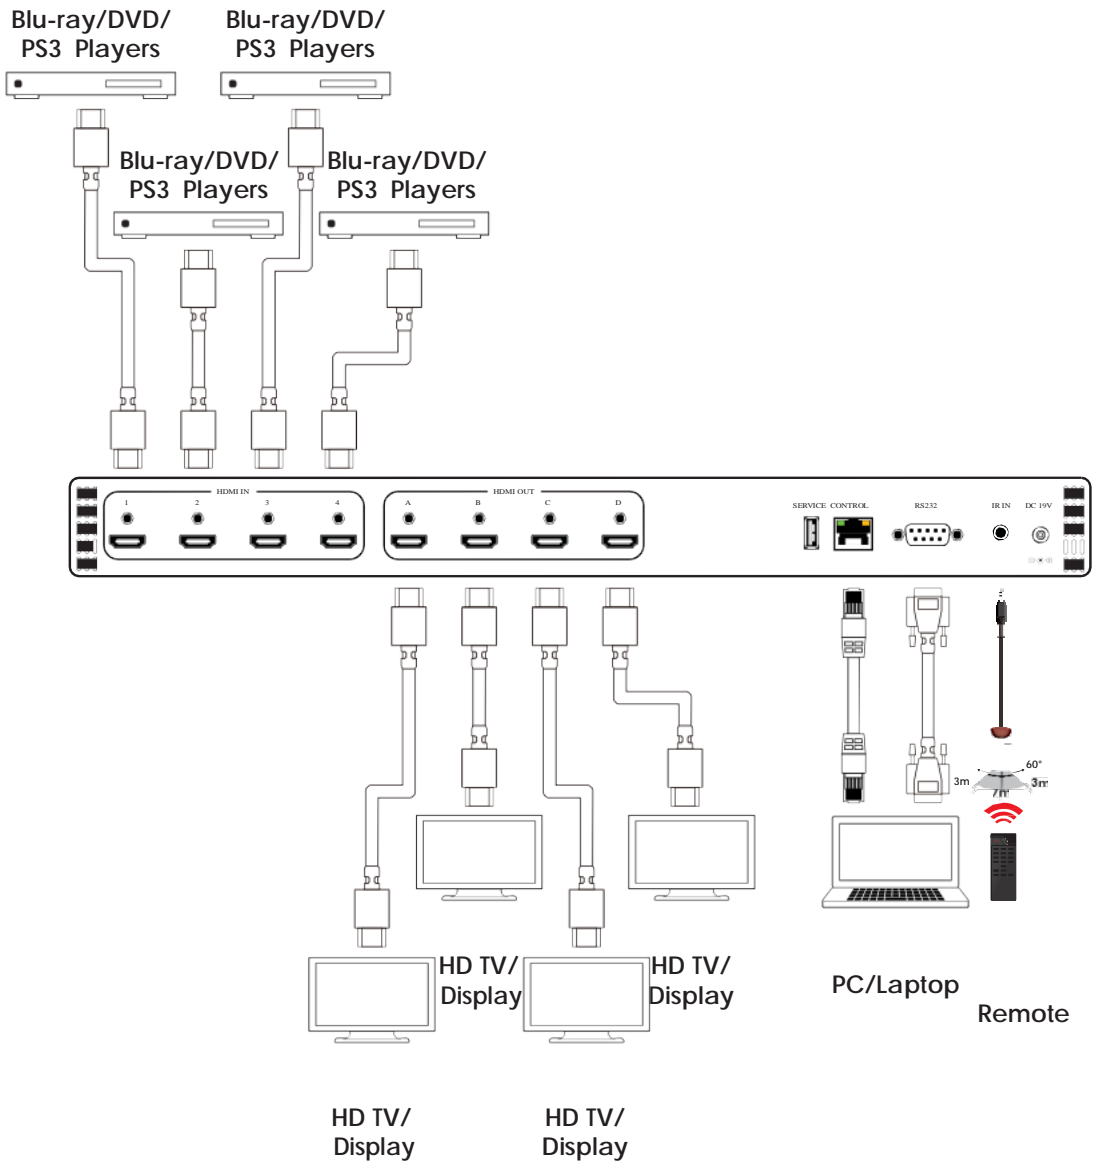 Blu-ray/DVD/
PS3 Players
Blu-ray/DVD/
PS3 Players
Blu-ray/DVD/
PS3 Players
Blu-ray/DVD/
PS3 Players
HDMI IN
1 2 3 4
HDMI OUT
A B C D
SERVICE CONTROL RS232 IR IN DC 19V
60°
3m 3m
7m
HD TV/
Display
HD TV/
Display
PC/Laptop
Remote
HD TV/
Display
HD TV/
Display